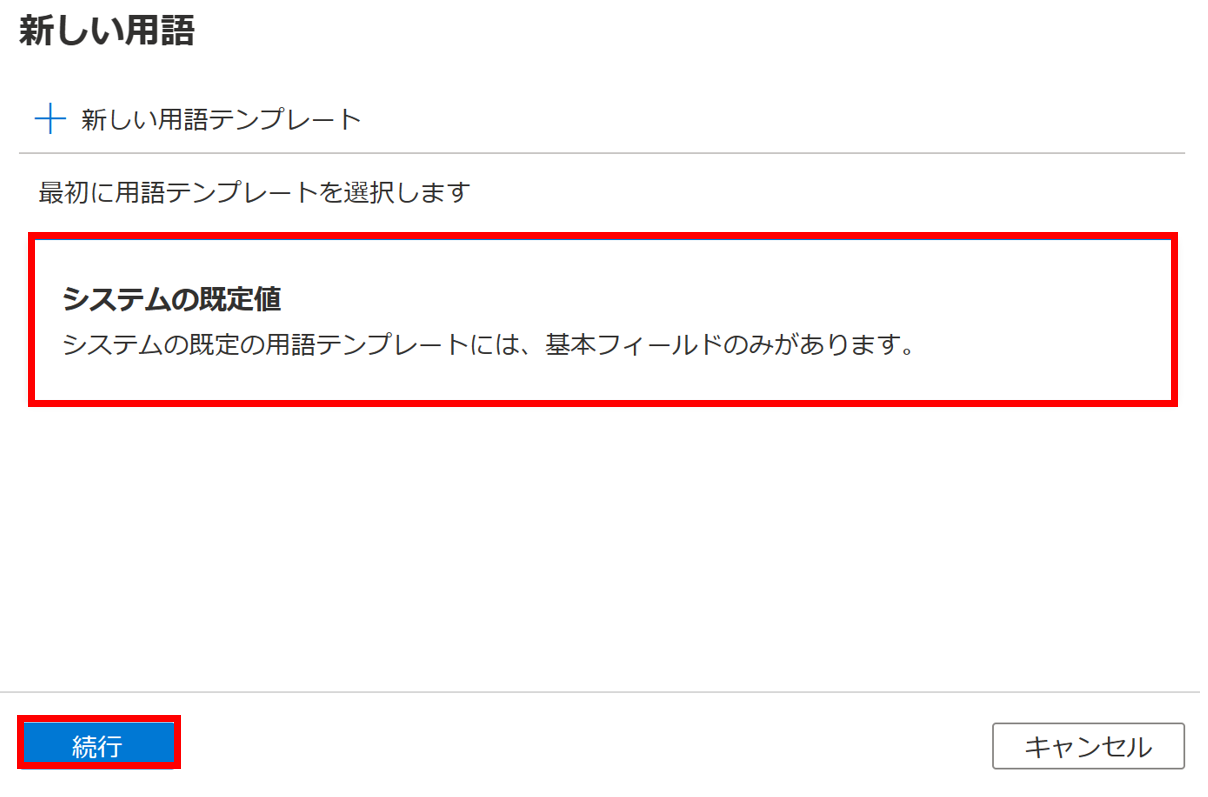 新しい用語
新しい用語テンプレート
最初に用語テンプレートを選択します
システムの既定値
システムの既定の用語テンプレートには、基本フィールドのみがあります。
続行
キャンセル